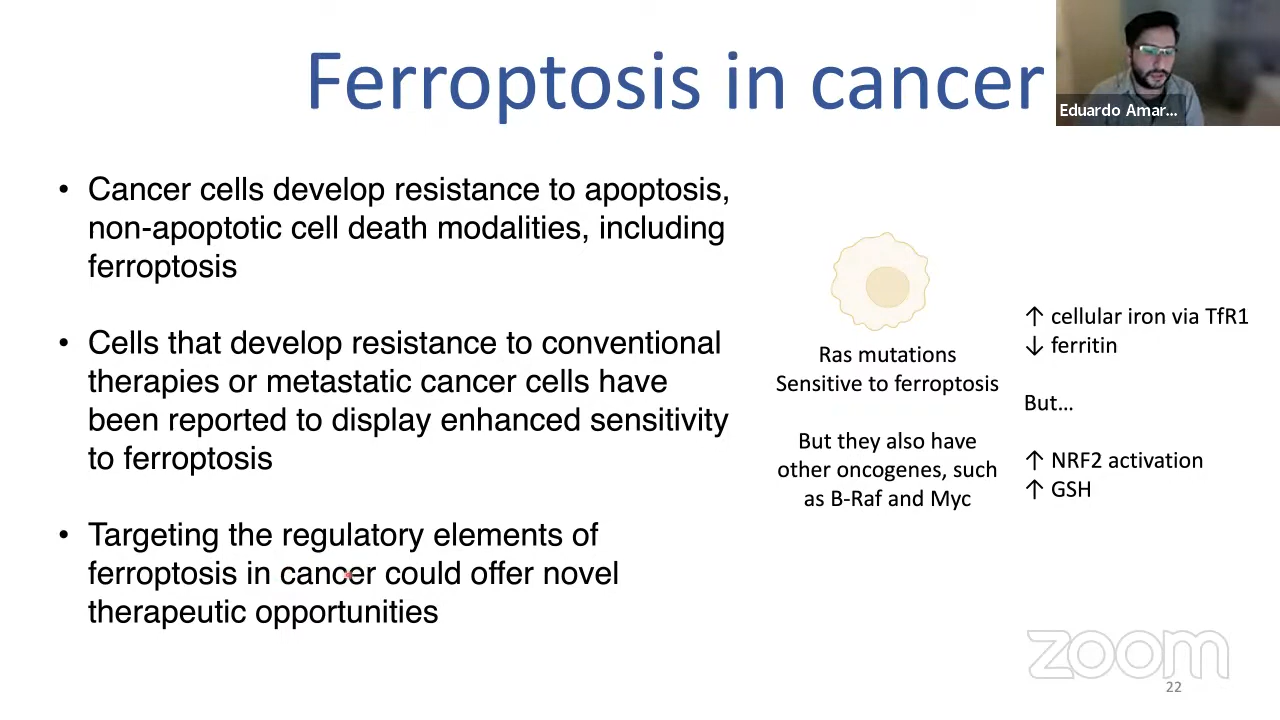 Ferroptosis in cancer
Eduardo Amar...
• Cancer cells develop resistance to apoptosis,
non-apoptotic cell death modalities, including
ferroptosis
• Cells that develop resistance to conventional
therapies or metastatic cancer cells have
been reported to display enhanced sensitivity
to ferroptosis
• Targeting the regulatory elements of
ferroptosis in cancer could offer novel
therapeutic opportunities
Ras mutations
Sensitive to ferroptosis
But they also have
other oncogenes, such
as B-Raf and Myc
↑ cellular iron via TfR1
↓ ferritin
But...
↑ NRF2 activation
↑ GSH
zoom
22